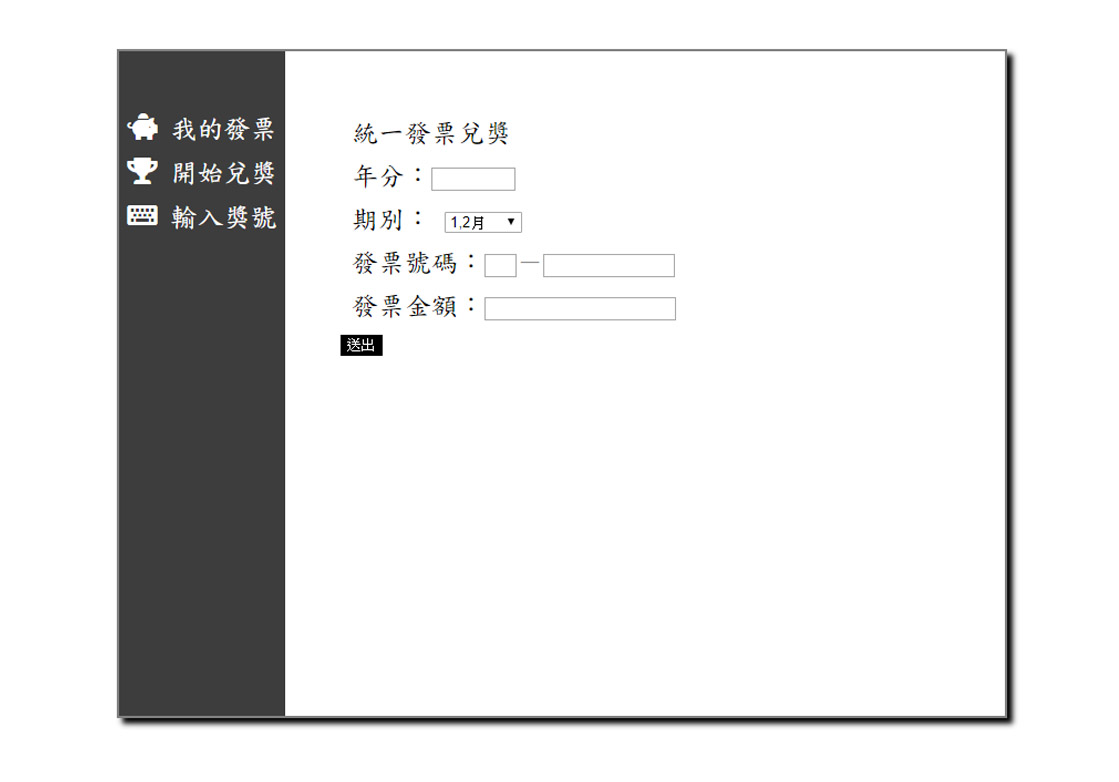 我的發票
開始兌獎
輸入獎號
統一發票兌獎
年分：
期別： 1,2月
發票號碼： —
發票金額：
送出